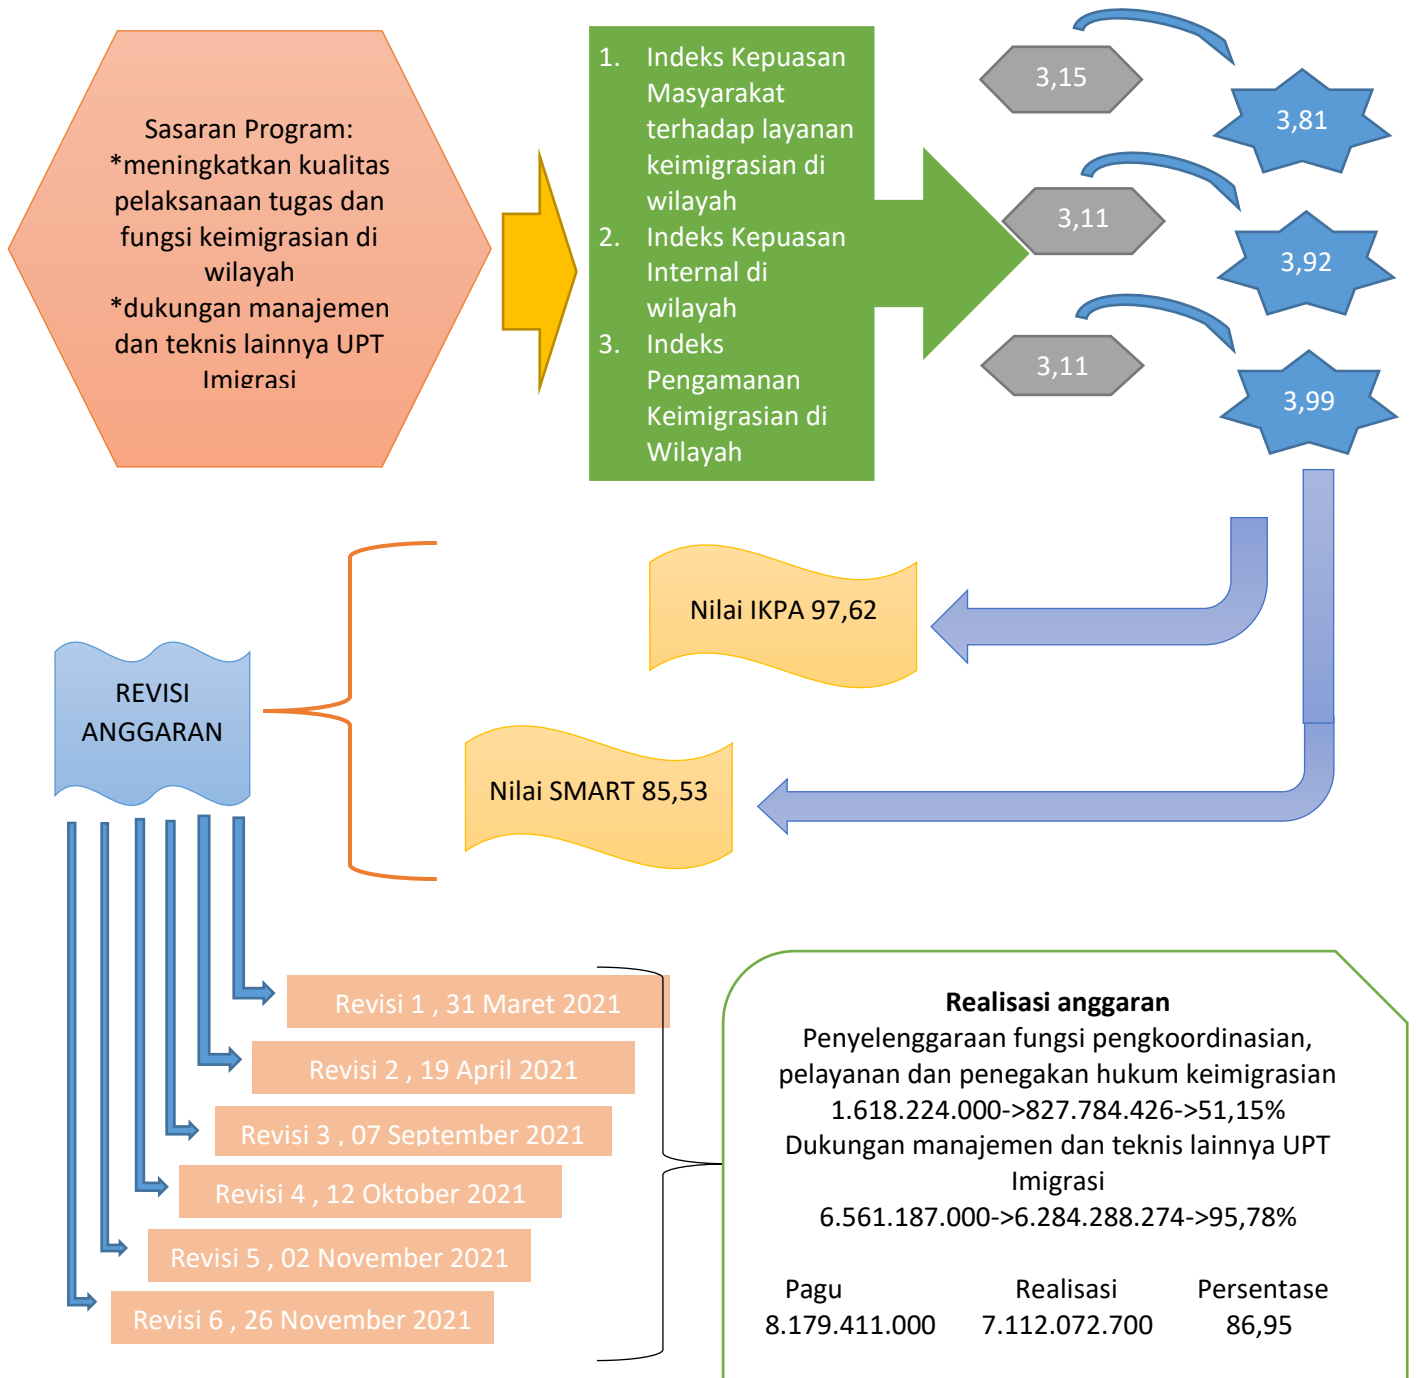 Sasaran Program:
*meningkatkan kualitas
pelaksanaan tugas dan
fungsi keimigrasian di
wilayah
*dukungan manajemen
dan teknis lainnya UPT
Imigrasi
1. Indeks Kepuasan
Masyarakat
terhadap layanan
keimigrasian di
wilayah
2. Indeks Kepuasan
Internal di
wilayah
3. Indeks
Pengamanan
Keimigrasian di
Wilayah
3,15
3,81
3,11
3,92
3,11
3,99
Nilai IKPA 97,62
REVISI
ANGGARAN
Nilai SMART 85,53
Revisi 1 , 31 Maret 2021
Revisi 2 , 19 April 2021
Revisi 3 , 07 September 2021
Revisi 4 , 12 Oktober 2021
Revisi 5 , 02 November 2021
Revisi 6 , 26 November 2021
Realisasi anggaran
Penyelenggaraan fungsi pengkoordinasian,
pelayanan dan penegakan hukum keimigrasian
1.618.224.000->827.784.426->51,15%
Dukungan manajemen dan teknis lainnya UPT
Imigrasi
6.561.187.000->6.284.288.274->95,78%
Pagu Realisasi Persentase
8.179.411.000 7.112.072.700 86,95